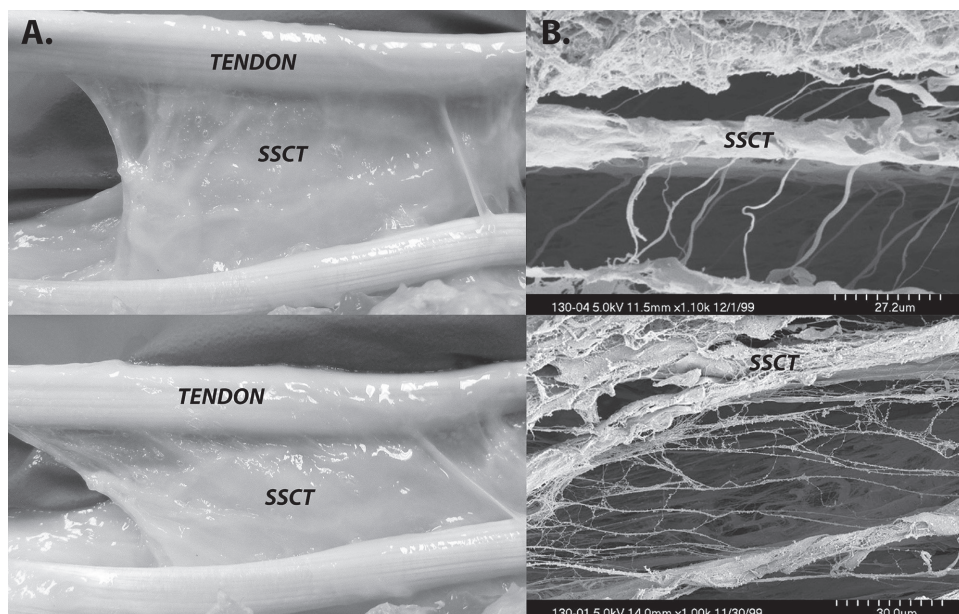 A.
TENDON
SSCT
B.
SSCT
130-04 5.0kV 11.5mm x1.10k 12/1/99
27.2um
TENDON
SSCT
SSCT
130-01 5.0kV 14.0mm x1.00k 11/30/99
30.0um